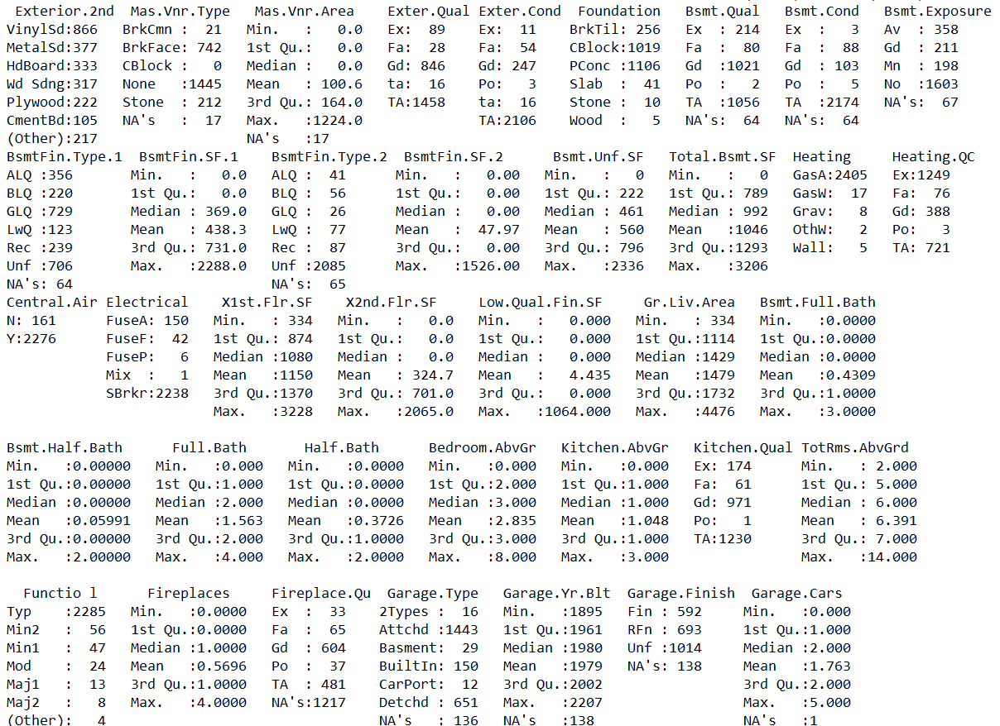 Exterior.2nd Mas.Vnr.Type   Mas.Vnr.Area    Exter.Qual Exter.Cond  Foundation   Bsmt.Qual   Bsmt.Cond   Bsmt.Exposure
VinylSd:866   BrkCmn :  21   Min.   :   0.0   Ex:  89    Ex:  11    BrkTil: 256   Ex  : 214   Ex  :   3   Av  : 358
MetalSd:377   BrkFace: 742   1st Qu.:   0.0   Fa:  28    Fa:  54    CBlock:1019   Fa  :  80   Fa  :  88   Gd  : 211
HdBoard:333   CBlock :   0   Median :   0.0   Gd: 846    Gd: 247    PConc :1106   Gd  :1021   Gd  : 103   Mn  : 198
Wd Sdng:317   None   :1445   Mean   : 100.6   ta:  16    Po:   3    Slab  :  41   Po  :   2   Po  :   5   No  :1603
Plywood:222   Stone  : 212   3rd Qu.: 164.0   TA:1458    ta:  16    Stone :  10   TA  :1056   TA  :2174   NA's:  67
CmentBd:105   NA's   :  17   Max.   :1224.0              TA:2106    Wood  :   5   NA's:  64   NA's:  64
(Other):217                  NA's   :17
BsmtFin.Type.1  BsmtFin.SF.1    BsmtFin.Type.2  BsmtFin.SF.2      Bsmt.Unf.SF   Total.Bsmt.SF  Heating     Heating.QC
ALQ :356       Min.   :   0.0   ALQ :  41      Min.   :   0.00   Min.   :   0   Min.   :   0   GasA:2405   Ex:1249
BLQ :220       1st Qu.:   0.0   BLQ :  56      1st Qu.:   0.00   1st Qu.: 222   1st Qu.: 789   GasW:  17   Fa:  76
GLQ :729       Median : 369.0   GLQ :  26      Median :   0.00   Median : 461   Median : 992   Grav:   8   Gd: 388
LwQ :123       Mean   : 438.3   LwQ :  77      Mean   :  47.97   Mean   : 560   Mean   :1046   OthW:   2   Po:   3
Rec :239       3rd Qu.: 731.0   Rec :  87      3rd Qu.:   0.00   3rd Qu.: 796   3rd Qu.:1293   Wall:   5   TA: 721
Unf :706       Max.   :2288.0   Unf :2085      Max.   :1526.00   Max.   :2336   Max.   :3206
NA's: 64                        NA's:  65
Central.Air Electrical    X1st.Flr.SF    X2nd.Flr.SF     Low.Qual.Fin.SF     Gr.Liv.Area   Bsmt.Full.Bath
N: 161      FuseA: 150   Min.   : 334   Min.   :   0.0   Min.   :   0.000   Min.   : 334   Min.   :0.0000
Y:2276      FuseF:  42   1st Qu.: 874   1st Qu.:   0.0   1st Qu.:   0.000   1st Qu.:1114   1st Qu.:0.0000
FuseP:   6   Median :1080   Median :   0.0   Median :   0.000   Median :1429   Median :0.0000
Mix  :   1   Mean   :1150   Mean   : 324.7   Mean   :   4.435   Mean   :1479   Mean   :0.4309
SBrkr:2238   3rd Qu.:1370   3rd Qu.: 701.0   3rd Qu.:   0.000   3rd Qu.:1732   3rd Qu.:1.0000
Max.   :3228   Max.   :2065.0   Max.   :1064.000   Max.   :4476   Max.   :3.0000
Bsmt.Half.Bath      Full.Bath       Half.Bath      Bedroom.AbvGr   Kitchen.AbvGr   Kitchen.Qual TotRms.AbvGrd
Min.   :0.00000   Min.   :0.000   Min.   :0.0000   Min.   :0.000   Min.   :0.000   Ex: 174      Min.   : 2.000
1st Qu.:0.00000   1st Qu.:1.000   1st Qu.:0.0000   1st Qu.:2.000   1st Qu.:1.000   Fa:  61      1st Qu.: 5.000
Median :0.00000   Median :2.000   Median :0.0000   Median :3.000   Median :1.000   Gd: 971      Median : 6.000
Mean   :0.05991   Mean   :1.563   Mean   :0.3726   Mean   :2.835   Mean   :1.048   Po:   1      Mean   : 6.391
3rd Qu.:0.00000   3rd Qu.:2.000   3rd Qu.:1.0000   3rd Qu.:3.000   3rd Qu.:1.000   TA:1230      3rd Qu.: 7.000
Max.   :2.00000   Max.   :4.000   Max.   :2.0000   Max.   :8.000   Max.   :3.000                Max.   :14.000
Functio l      Fireplaces     Fireplace.Qu  Garage.Type   Garage.Yr.Blt  Garage.Finish  Garage.Cars
Typ    :2285   Min.   :0.0000   Ex  :  33    2Types :  16   Min.   :1895   Fin : 592     Min.   :0.000
Min2   :  56   1st Qu.:0.0000   Fa  :  65    Attchd :1443   1st Qu.:1961   RFn : 693     1st Qu.:1.000
Min1   :  47   Median :1.0000   Gd  : 604    Basment:  29   Median :1980   Unf :1014     Median :2.000
Mod    :  24   Mean   :0.5696   Po  :  37    BuiltIn: 150   Mean   :1979   NA's: 138     Mean   :1.763
Maj1   :  13   3rd Qu.:1.0000   TA  : 481    CarPort:  12   3rd Qu.:2002                 3rd Qu.:2.000
Maj2   :   8   Max.   :4.0000   NA's:1217    Detchd : 651   Max.   :2207                 Max.   :5.000
(Other):   4                                 NA's   : 136   NA's   :138                  NA's   :1